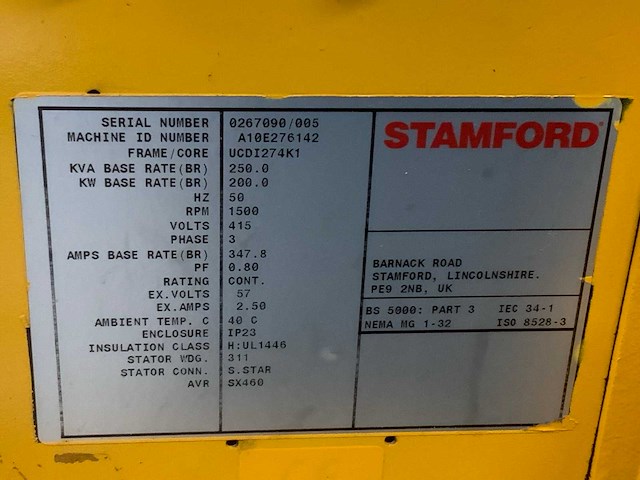 SERIAL NUMBER 0267090/005
MACHINE ID NUMBER A10E276142
FRAME/CORE UCDI274K1
KVA BASE RATE(BR) 250.0
KW BASE RATE(BR) 200.0
HZ 50
RPM 1500
VOLTS 415
PHASE 3
AMPS BASE RATE(BR) 347.8
PF 0.80
RATING CONT.
EX.VOLTS 57
EX.AMPS 2.50
AMBIENT TEMP. C 40 C
ENCLOSURE IP23
INSULATION CLASS H:UL1446
STATOR WDG. 311
STATOR CONN. S.STAR
AVR SX460
STAMFORD
BARNACK ROAD
STAMFORD, LINCOLNSHIRE.
PE9 2NB, UK
BS 5000: PART 3 IEC 34-1
NEMA MG 1-32 ISO 8528-3